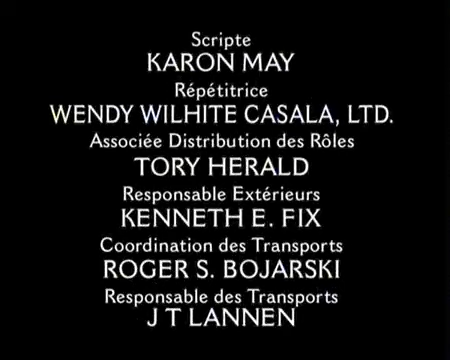 Scripte
KARON MAY
Répétitrice
WENDY WILHITE CASALA, LTD.
Associée Distribution des Rôles
TORY HERALD
Responsable Extérieurs
KENNETH E. FIX
Coordination des Transports
ROGER S. BOJARSKI
Responsable des Transports
J T LANNEN